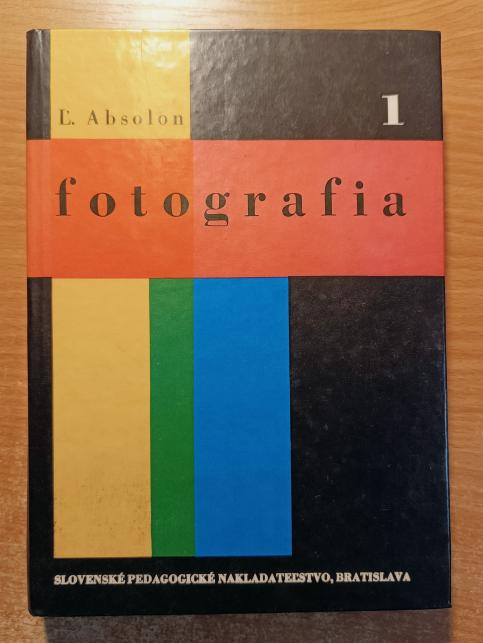 Ľ. Absolon
1
fotografia
SLOVENSKÉ PEDAGOGICKÉ NAKLADATEĽSTVO, BRATISLAVA